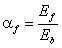 α_f = E_f / E_b